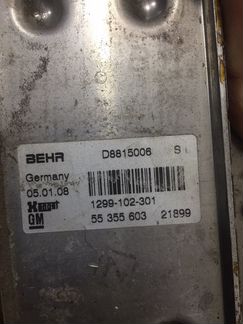 BEHR D8815006 S
Germany
05.01.08
1299-102-301
GM 55 355 603 21899